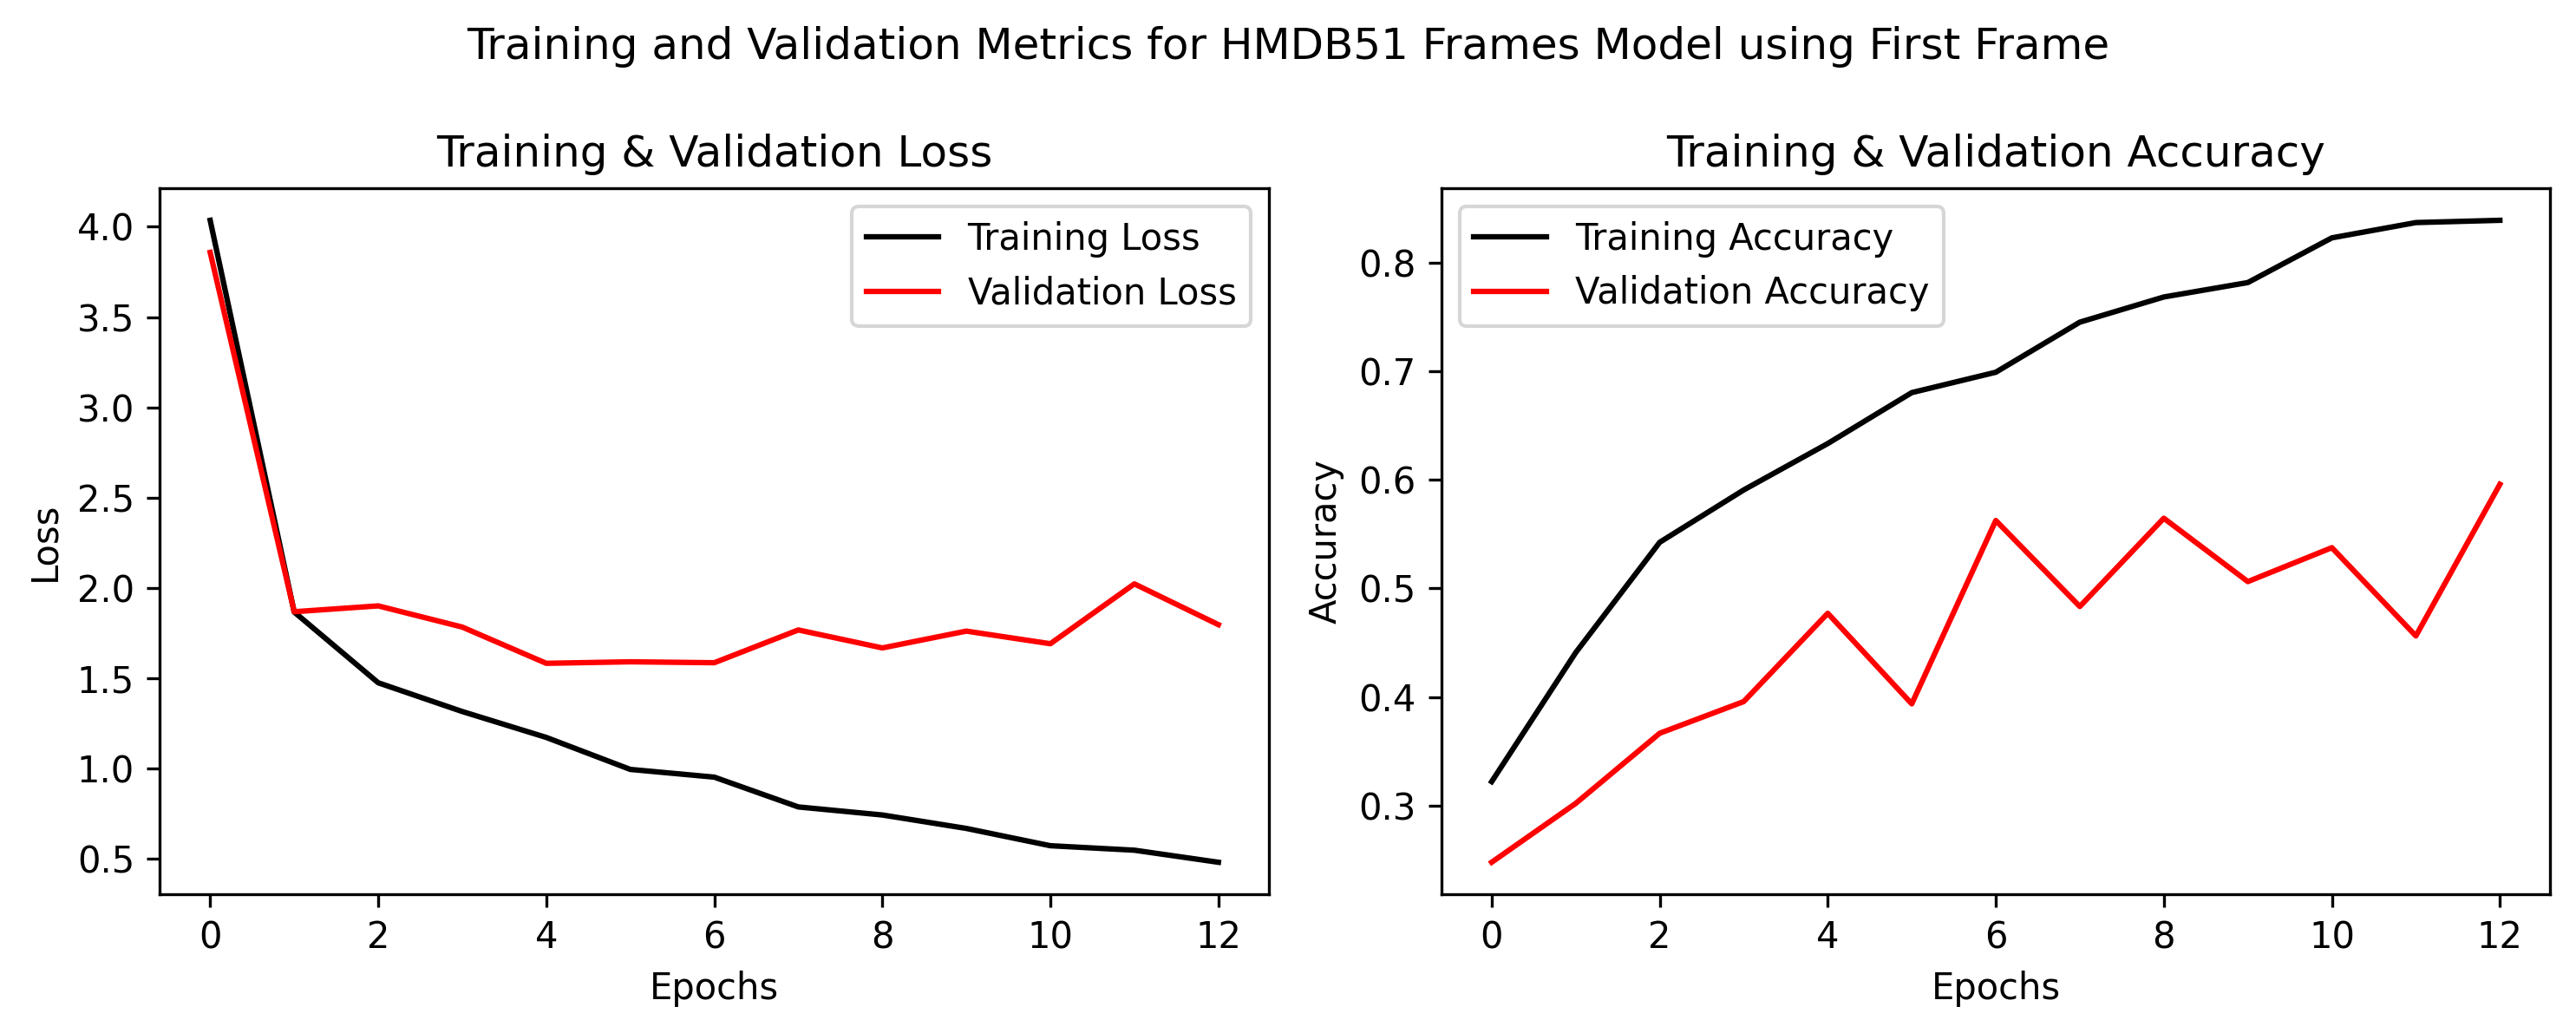 Training and Validation Metrics for HMDB51 Frames Model using First Frame
Training & Validation Loss
Training Loss
Validation Loss
4.0
3.5
3.0
2.5
2.0
1.5
1.0
0.5
Loss
0 2 4 6 8 10 12
Epochs
Training & Validation Accuracy
Training Accuracy
Validation Accuracy
0.8
0.7
0.6
0.5
0.4
0.3
Accuracy
0 2 4 6 8 10 12
Epochs